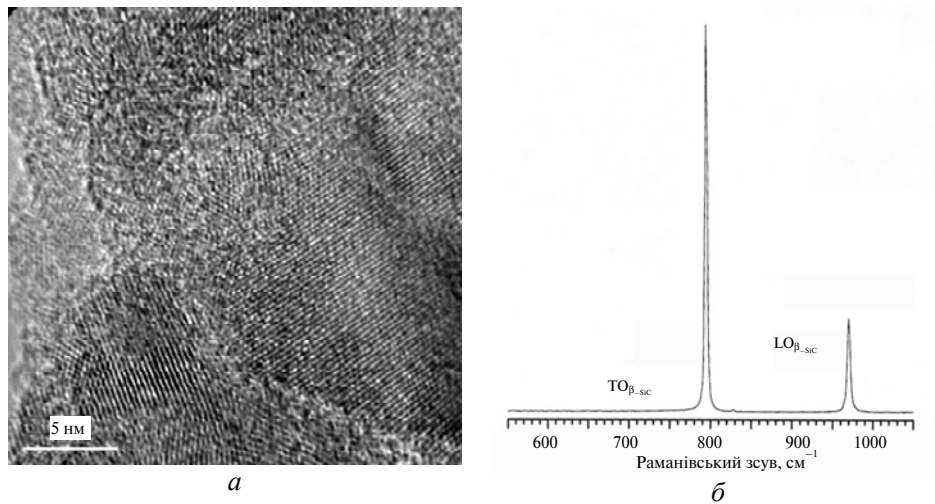 5 нм
а
TOβ–SiC
LOβ–SiC
600 700 800 900 1000
Раманівський зсув, см⁻¹
б